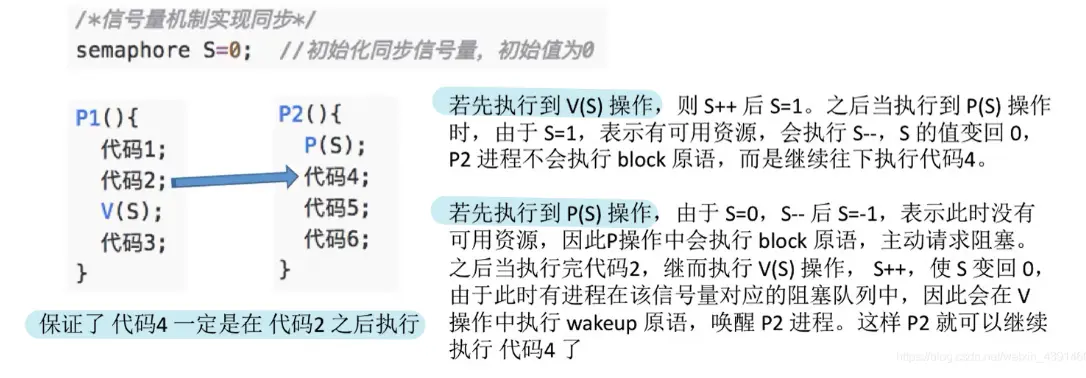 /*信号量机制实现同步*/
semaphore S=0; //初始化同步信号量，初始值为0
P1(){
代码1;
代码2;
V(S);
代码3;
}
P2(){
P(S);
代码4;
代码5;
代码6;
}
保证了 代码4 一定是在 代码2 之后执行
若先执行到 V(S) 操作，则 S++ 后 S=1。之后当执行到 P(S) 操作
时，由于 S=1，表示有可用资源，会执行 S--，S 的值变回 0，
P2 进程不会执行 block 原语，而是继续往下执行代码4。
若先执行到 P(S) 操作，由于 S=0，S-- 后 S=-1，表示此时没有
可用资源，因此P操作中会执行 block 原语，主动请求阻塞。
之后当执行完代码2，继而执行 V(S) 操作， S++，使 S 变回 0，
由于此时有进程在该信号量对应的阻塞队列中，因此会在 V
操作中执行 wakeup 原语，唤醒 P2 进程。这样 P2 就可以继续
执行 代码4 了